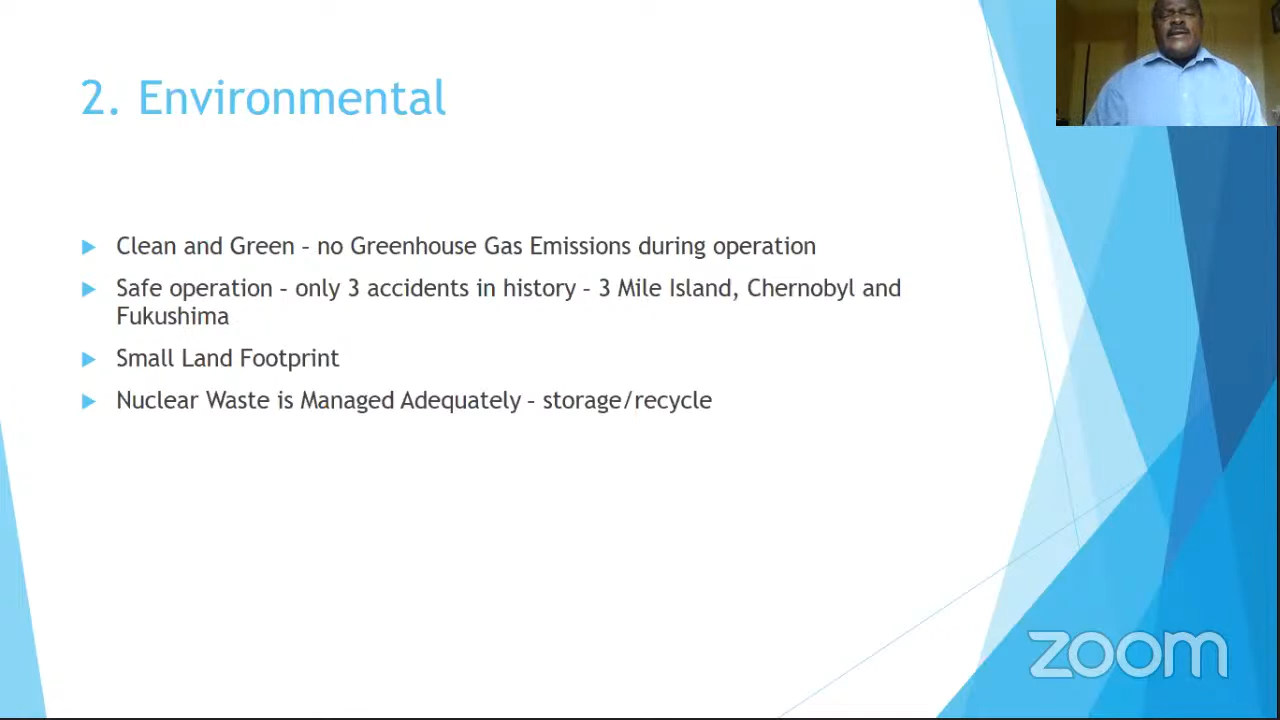 2. Environmental
Clean and Green – no Greenhouse Gas Emissions during operation
Safe operation – only 3 accidents in history – 3 Mile Island, Chernobyl and
Fukushima
Small Land Footprint
Nuclear Waste is Managed Adequately – storage/recycle
zoom